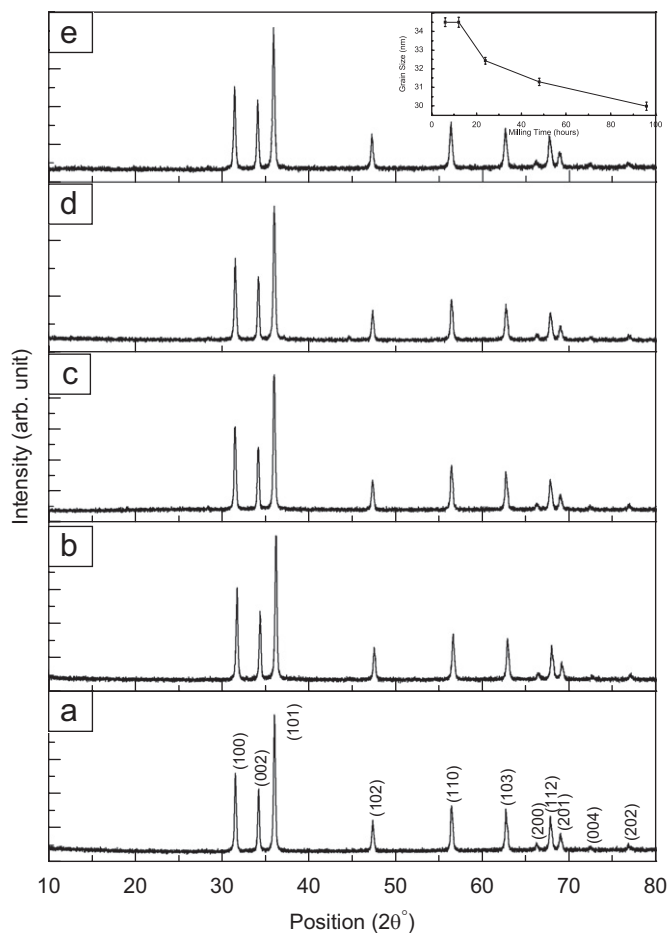 e
Grain Size (nm)
35
34
33
32
31
30
0 20 40 60 80 100
Milling Time (hours)
d
c
b
a
(100)
(002)
(101)
(102)
(110)
(103)
(200)
(112)
(201)
(004)
(202)
10 20 30 40 50 60 70 80
Position (2θ°)
Intensity (arb. unit)